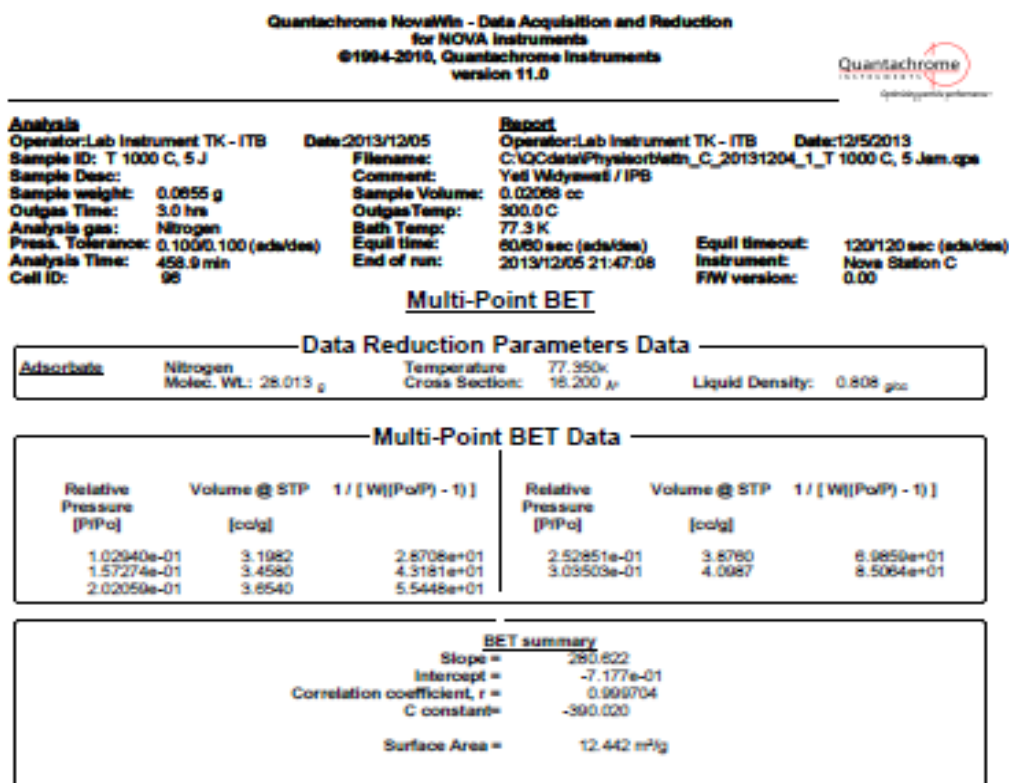 Quantachrome NovaWin - Data Acquisition and Reduction
for NOVA instruments
©1994-2010, Quantachrome Instruments
version 11.0
Quantachrome
INSTRUMENTS
Analysis Report
Operator:Lab Instrument TK - ITB Date:2013/12/05 Operator:Lab Instrument TK - ITB Date:12/5/2013
Sample ID: T 1000 C, 5 J Filename: C:\QCdata\Physisorb\attn_C_20131204_1_T 1000 C, 5 Jam.qps
Sample Desc: Comment: Yeti Widyawati / IPB
Sample weight: 0.0655 g Sample Volume: 0.02068 cc
Outgas Time: 3.0 hrs OutgasTemp: 300.0 C
Analysis gas: Nitrogen Bath Temp: 77.3 K
Press. Tolerance: 0.100/0.100 (ads/des) Equil time: 60/60 sec (ads/des) Equil timeout: 120/120 sec (ads/des)
Analysis Time: 458.9 min End of run: 2013/12/05 21:47:08 Instrument: Nova Station C
Cell ID: 96 F/W version: 0.00
Multi-Point BET
Data Reduction Parameters Data
Adsorbate Nitrogen Temperature 77.350K
Molec. Wt.: 28.013 g Cross Section: 16.200 Å² Liquid Density: 0.808 g/cc
Multi-Point BET Data
Relative Volume @ STP 1 / [ W((Po/P) - 1) ] Relative Volume @ STP 1 / [ W((Po/P) - 1) ]
Pressure Pressure
[P/Po] [cc/g] [P/Po] [cc/g]
1.02940e-01 3.1982 2.8708e+01 2.52851e-01 3.8760 6.9859e+01
1.57274e-01 3.4580 4.3181e+01 3.03503e-01 4.0987 8.5064e+01
2.02059e-01 3.6540 5.5448e+01
BET summary
Slope = 280.622
Intercept = -7.177e-01
Correlation coefficient, r = 0.999704
C constant= -390.020
Surface Area = 12.442 m²/g